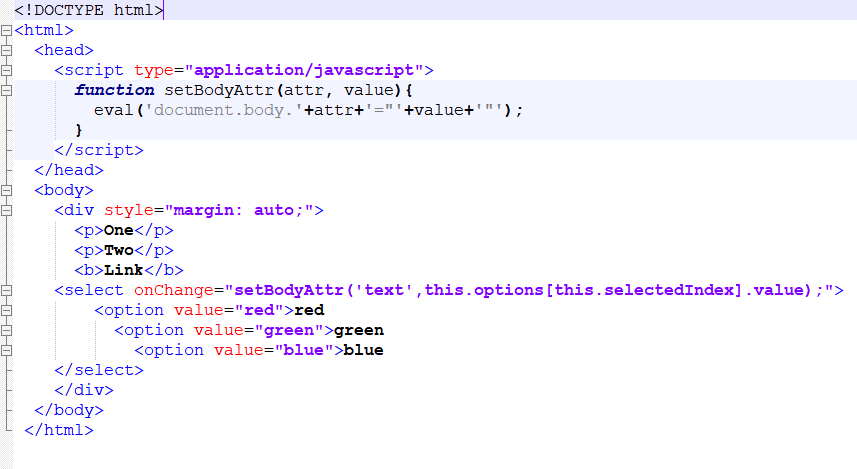 <!DOCTYPE html>
<html>
<head>
<script type="application/javascript">
function setBodyAttr(attr, value){
eval('document.body.'+attr+'="'+value+'"');
}
</script>
</head>
<body>
<div style="margin: auto;">
<p>One</p>
<p>Two</p>
<b>Link</b>
<select onChange="setBodyAttr('text',this.options[this.selectedIndex].value);">
<option value="red">red
<option value="green">green
<option value="blue">blue
</select>
</div>
</body>
</html>